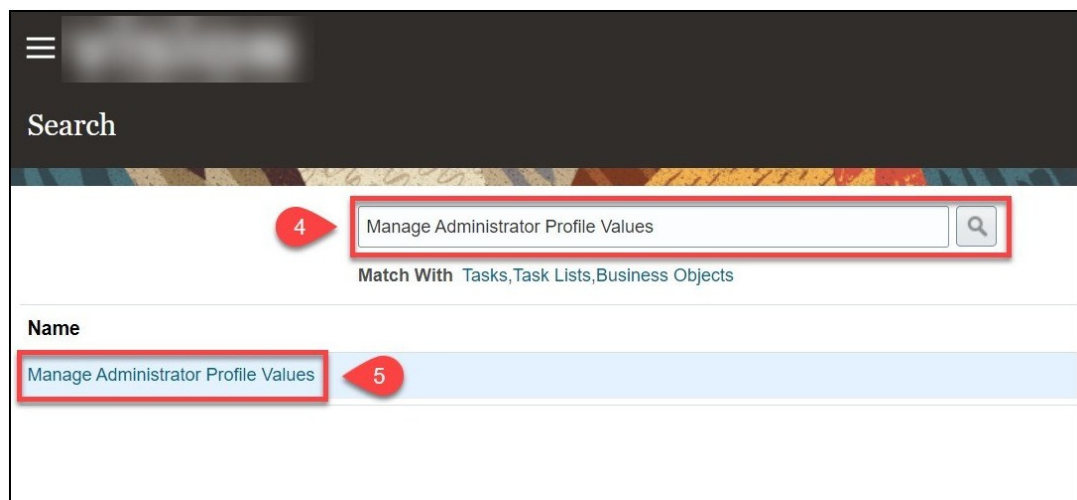 Search
4
Manage Administrator Profile Values
Match With Tasks,Task Lists,Business Objects
Name
Manage Administrator Profile Values
5